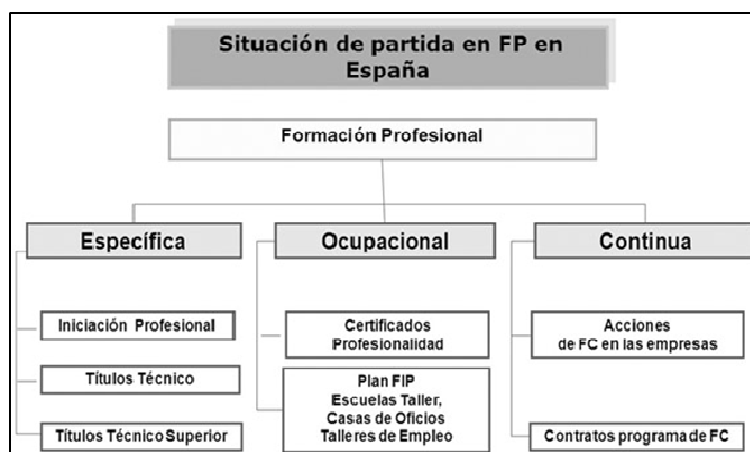 Situación de partida en FP en
España
Formación Profesional
Específica
Iniciación Profesional
Títulos Técnico
Títulos Técnico Superior
Ocupacional
Certificados
Profesionalidad
Plan FIP
Escuelas Taller,
Casas de Oficios
Talleres de Empleo
Continua
Acciones
de FC en las empresas
Contratos programa de FC